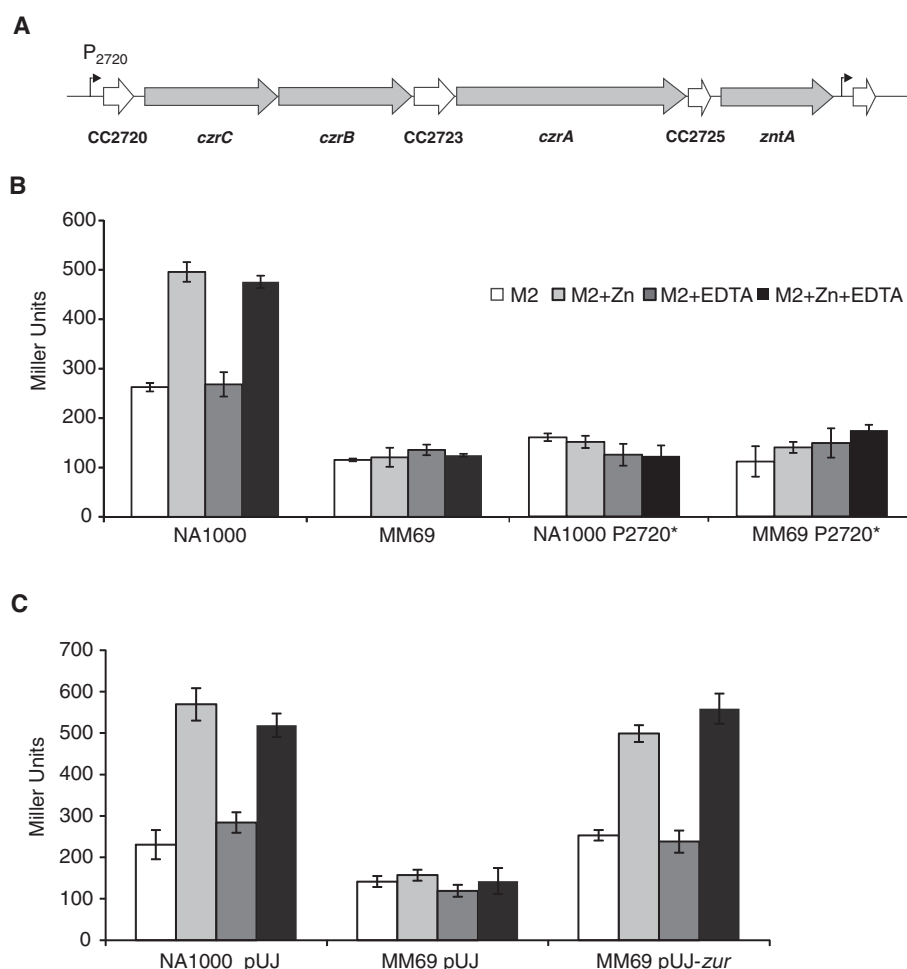 A
P2720
CC2720 czrC czrB CC2723 czrA CC2725 zntA
B
600
500
400
300
200
100
0
Miller Units
M2 M2+Zn M2+EDTA M2+Zn+EDTA
NA1000 MM69 NA1000 P2720* MM69 P2720*
C
700
600
500
400
300
200
100
0
Miller Units
NA1000 pUJ MM69 pUJ MM69 pUJ-zur